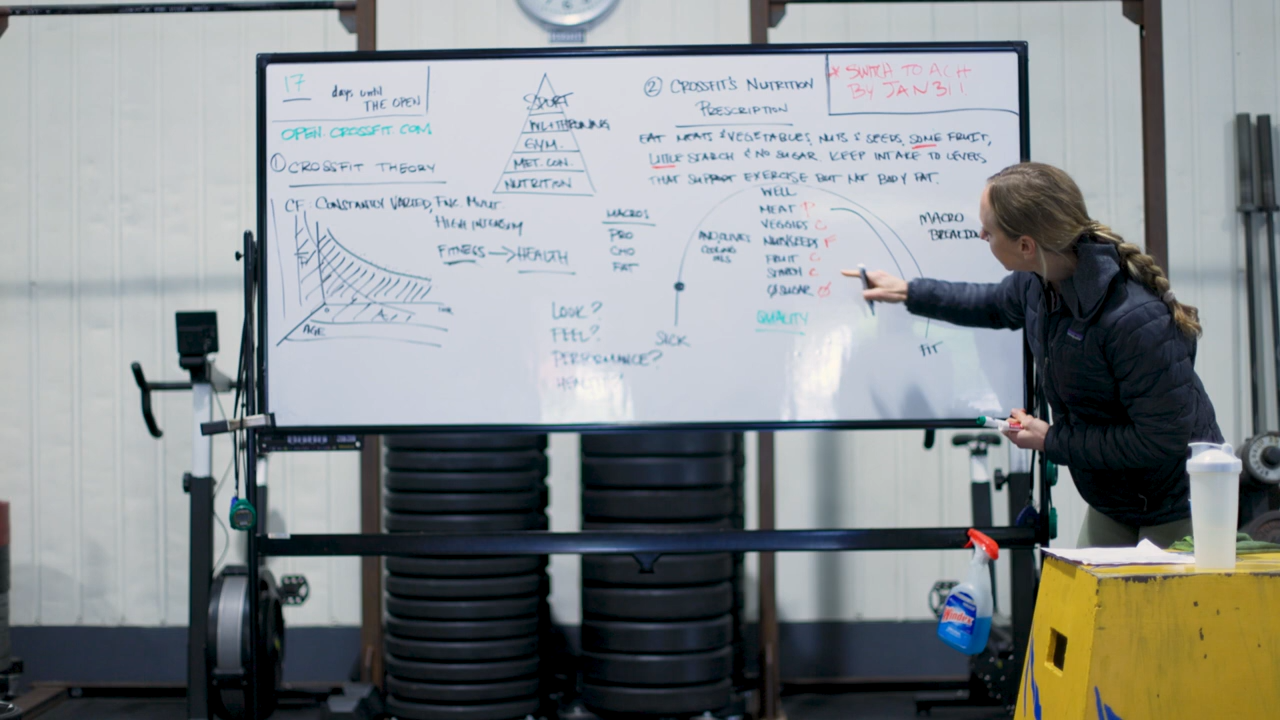 17
days until
THE OPEN
OPEN.CROSSFIT.COM
① CROSSFIT THEORY
CF: CONSTANTLY VARIED, FNC. MVMT.
HIGH INTENSITY
FITNESS → HEALTH
AGE
SPORT
GYM.
MET. CON.
NUTRITION
MACROS
PRO
CHO
FAT
LOOK?
FEEL?
PERFORMANCE?
② CROSSFIT'S NUTRITION
PRESCRIPTION
EAT MEATS & VEGETABLES, NUTS & SEEDS, SOME FRUIT,
LITTLE STARCH & NO SUGAR. KEEP INTAKE TO LEVELS
THAT SUPPORT EXERCISE BUT NOT BODY FAT.
WELL
MEAT P
VEGGIES C
NUTS/SEEDS F
FRUIT C
STARCH C
Ø SUGAR Ø
QUALITY
SICK
FIT
MACRO
* SWITCH TO ACH
BY JAN 31!
Windex